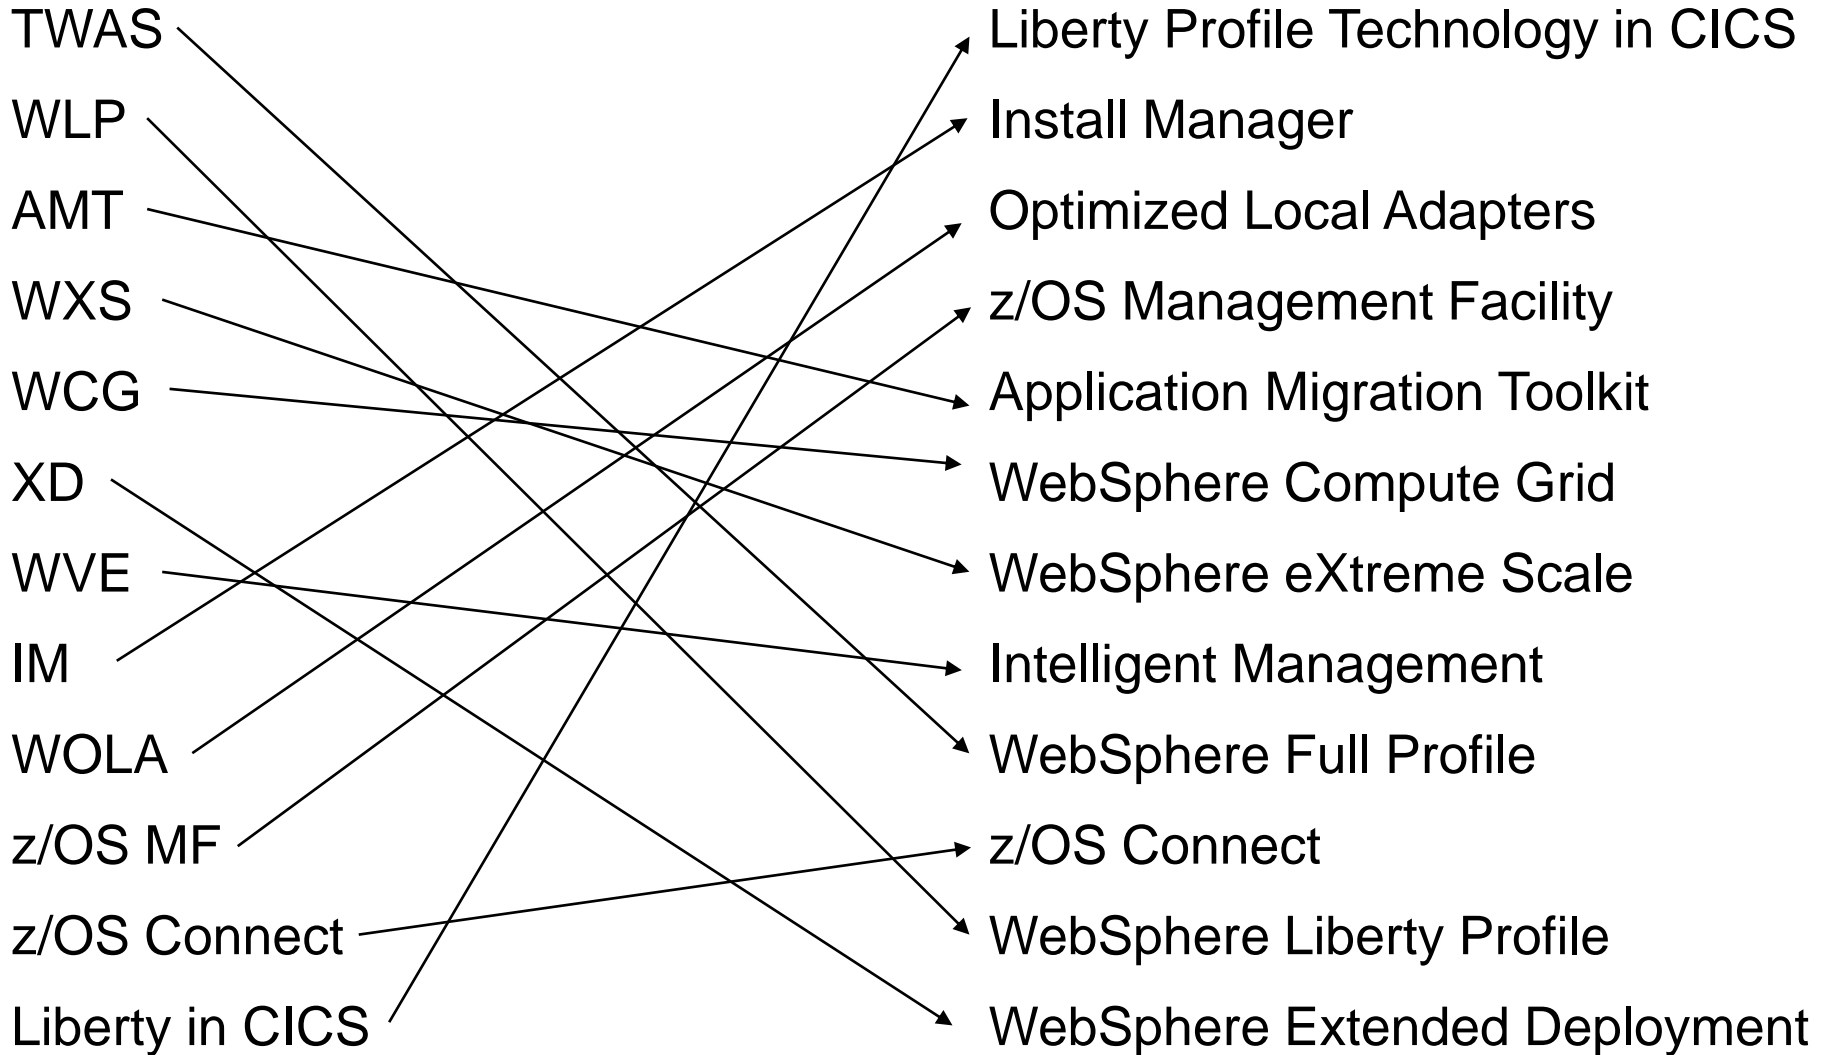 TWAS
WLP
AMT
WXS
WCG
XD
WVE
IM
WOLA
z/OS MF
z/OS Connect
Liberty in CICS
Liberty Profile Technology in CICS
Install Manager
Optimized Local Adapters
z/OS Management Facility
Application Migration Toolkit
WebSphere Compute Grid
WebSphere eXtreme Scale
Intelligent Management
WebSphere Full Profile
z/OS Connect
WebSphere Liberty Profile
WebSphere Extended Deployment